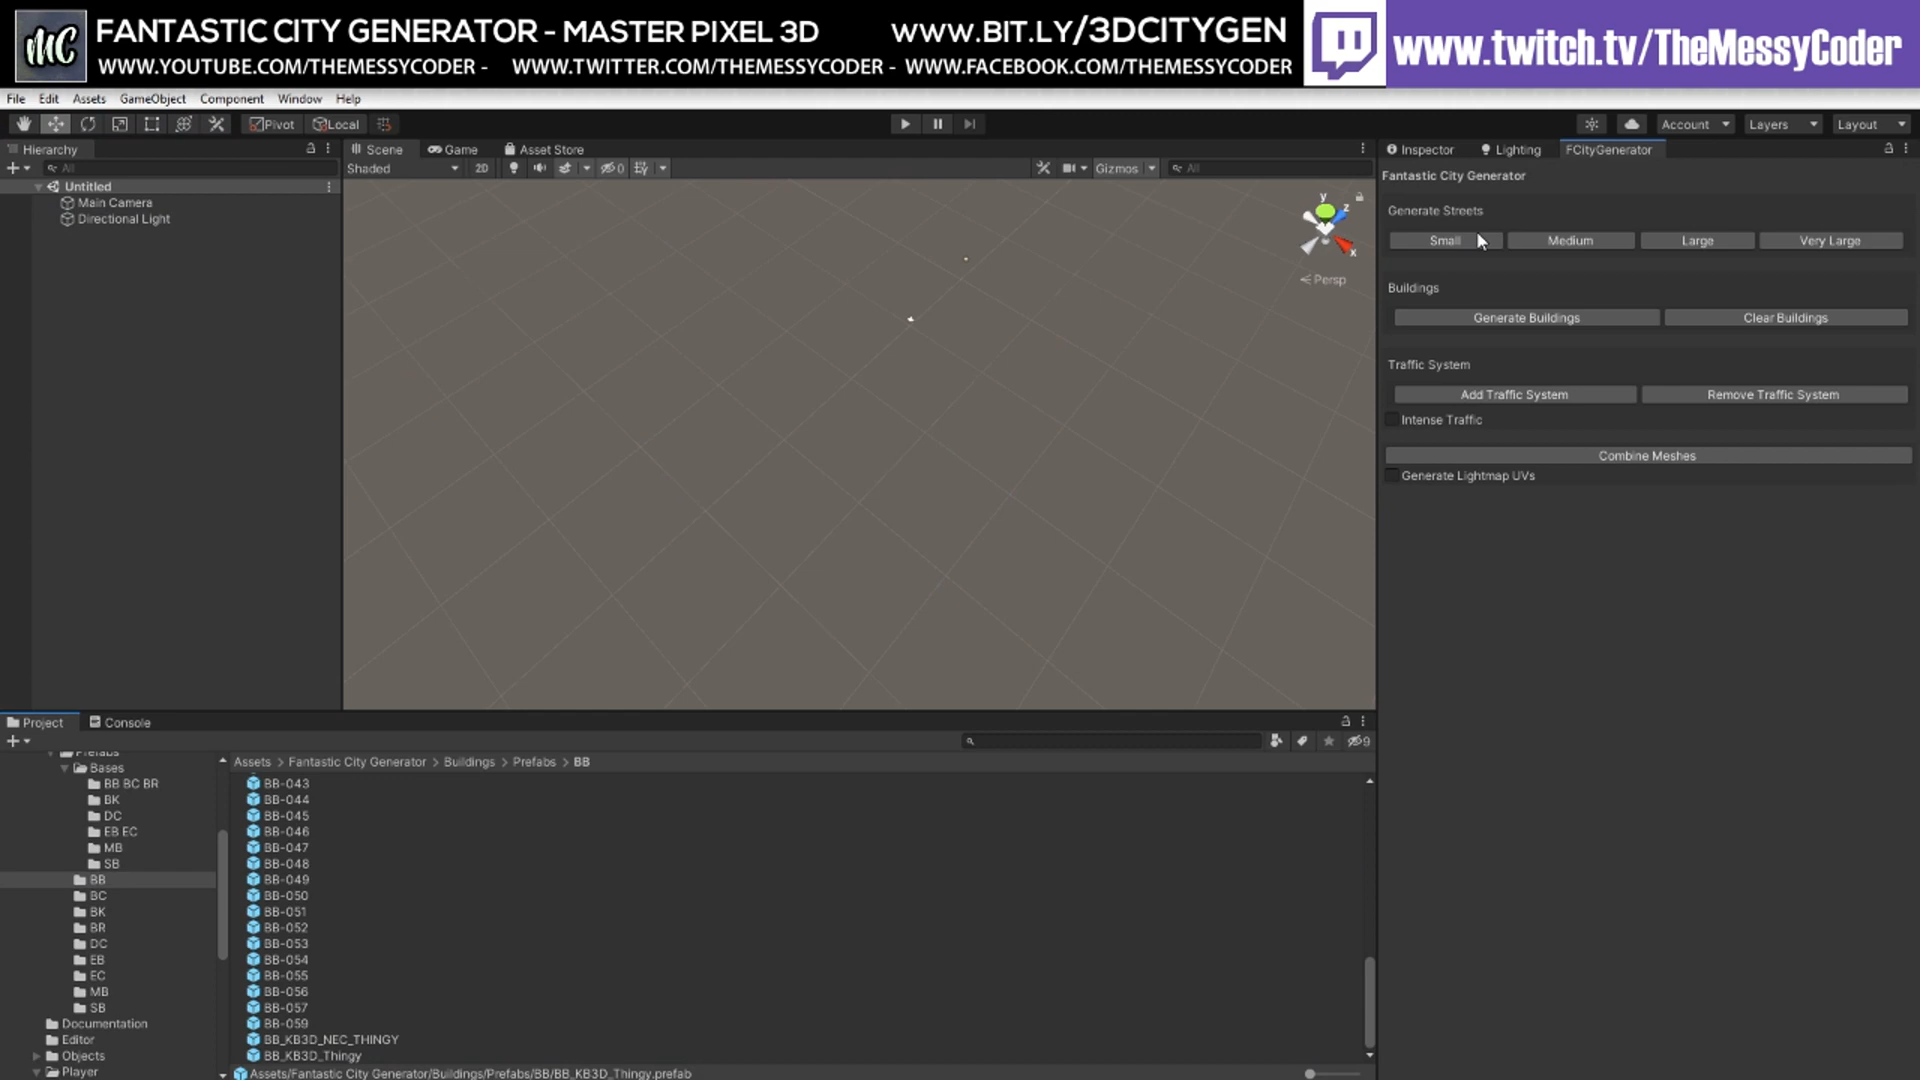 MC
FANTASTIC CITY GENERATOR - MASTER PIXEL 3D
WWW.BIT.LY/3DCITYGEN
WWW.YOUTUBE.COM/THEMESSYCODER - WWW.TWITTER.COM/THEMESSYCODER - WWW.FACEBOOK.COM/THEMESSYCODER
www.twitch.tv/TheMessyCoder
File Edit Assets GameObject Component Window Help
Pivot Local
Account Layers Layout
Hierarchy
All
Untitled
Main Camera
Directional Light
Scene Game Asset Store
Shaded 2D 0 Gizmos All
y
z
x
Persp
Inspector Lighting FCityGenerator
Fantastic City Generator
Generate Streets
Small Medium Large Very Large
Buildings
Generate Buildings Clear Buildings
Traffic System
Add Traffic System Remove Traffic System
Intense Traffic
Combine Meshes
Generate Lightmap UVs
Project Console
9
Prefabs
Bases
BB BC BR
BK
DC
EB EC
MB
SB
BB
BC
BK
BR
DC
EB
EC
MB
SB
Documentation
Editor
Objects
Player
Assets > Fantastic City Generator > Buildings > Prefabs > BB
BB-043
BB-044
BB-045
BB-046
BB-047
BB-048
BB-049
BB-050
BB-051
BB-052
BB-053
BB-054
BB-055
BB-056
BB-057
BB-059
BB_KB3D_NEC_THINGY
BB_KB3D_Thingy
Assets/Fantastic City Generator/Buildings/Prefabs/BB/BB_KB3D_Thingy.prefab